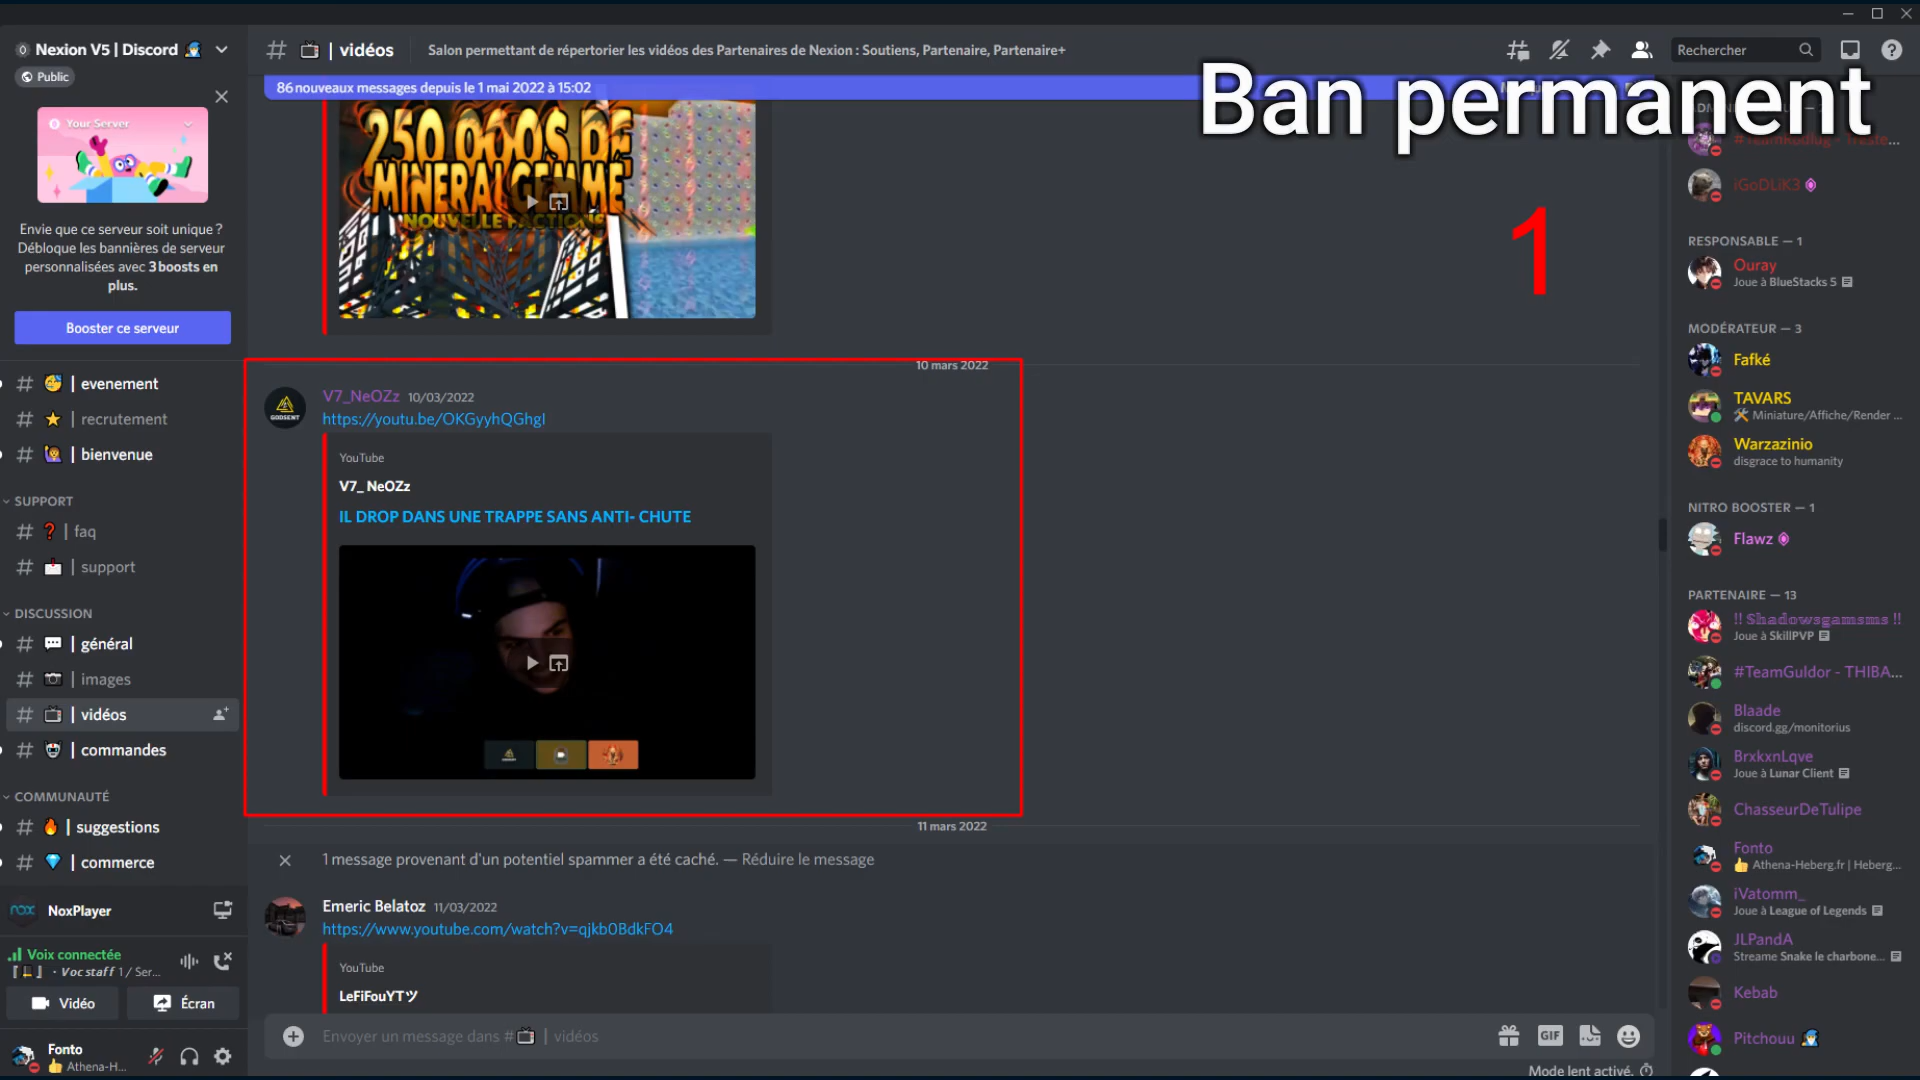 Nexion V5 | Discord
Public
Your Server
Envie que ce serveur soit unique ?
Débloque les bannières de serveur
personnalisées avec 3 boosts en
plus.
Booster ce serveur
# | evenement
# | recrutement
# | bienvenue
SUPPORT
# | faq
# | support
DISCUSSION
# | général
# | images
# | vidéos
# | commandes
COMMUNAUTÉ
# | suggestions
# | commerce
nox NoxPlayer
Voix connectée
Voc staff 1 / Ser...
Vidéo
Écran
Fonto
Athena-H...
# | vidéos
Salon permettant de répertorier les vidéos des Partenaires de Nexion : Soutiens, Partenaire, Partenaire+
Rechercher
86 nouveaux messages depuis le 1 mai 2022 à 15:02
Ban permanent
1
250 000$ DE
MINERAI GEMME
NOUVELLE FACTIONS
10 mars 2022
V7_NeOZz 10/03/2022
https://youtu.be/OKGyyhQGhgI
GODSENT
YouTube
V7_ NeOZz
IL DROP DANS UNE TRAPPE SANS ANTI- CHUTE
11 mars 2022
1 message provenant d'un potentiel spammer a été caché. — Réduire le message
Emeric Belatoz 11/03/2022
https://www.youtube.com/watch?v=qjkb0BdkFO4
YouTube
LeFiFouYTツ
Envoyer un message dans # | vidéos
GIF
Mode lent activé.
iGoDLiK3
RESPONSABLE — 1
Ouray
Joue à BlueStacks 5
MODÉRATEUR — 3
Fafké
TAVARS
Miniature/Affiche/Render ...
Warzazinio
disgrace to humanity
NITRO BOOSTER — 1
Flawz
PARTENAIRE — 13
!! 𝕊𝕙𝕒𝕕𝕠𝕨𝕤𝕘𝕒𝕞𝕤𝕞𝕤 !!
Joue à SkillPVP
#TeamGuldor - THIBA...
Blaade
discord.gg/monitorius
BrxkxnLqve
Joue à Lunar Client
ChasseurDeTulipe
Fonto
Athena-Heberg.fr | Heberg...
iVatomm_
Joue à League of Legends
JLPandA
Streame Snake le charbone...
Kebab
Pitchouu